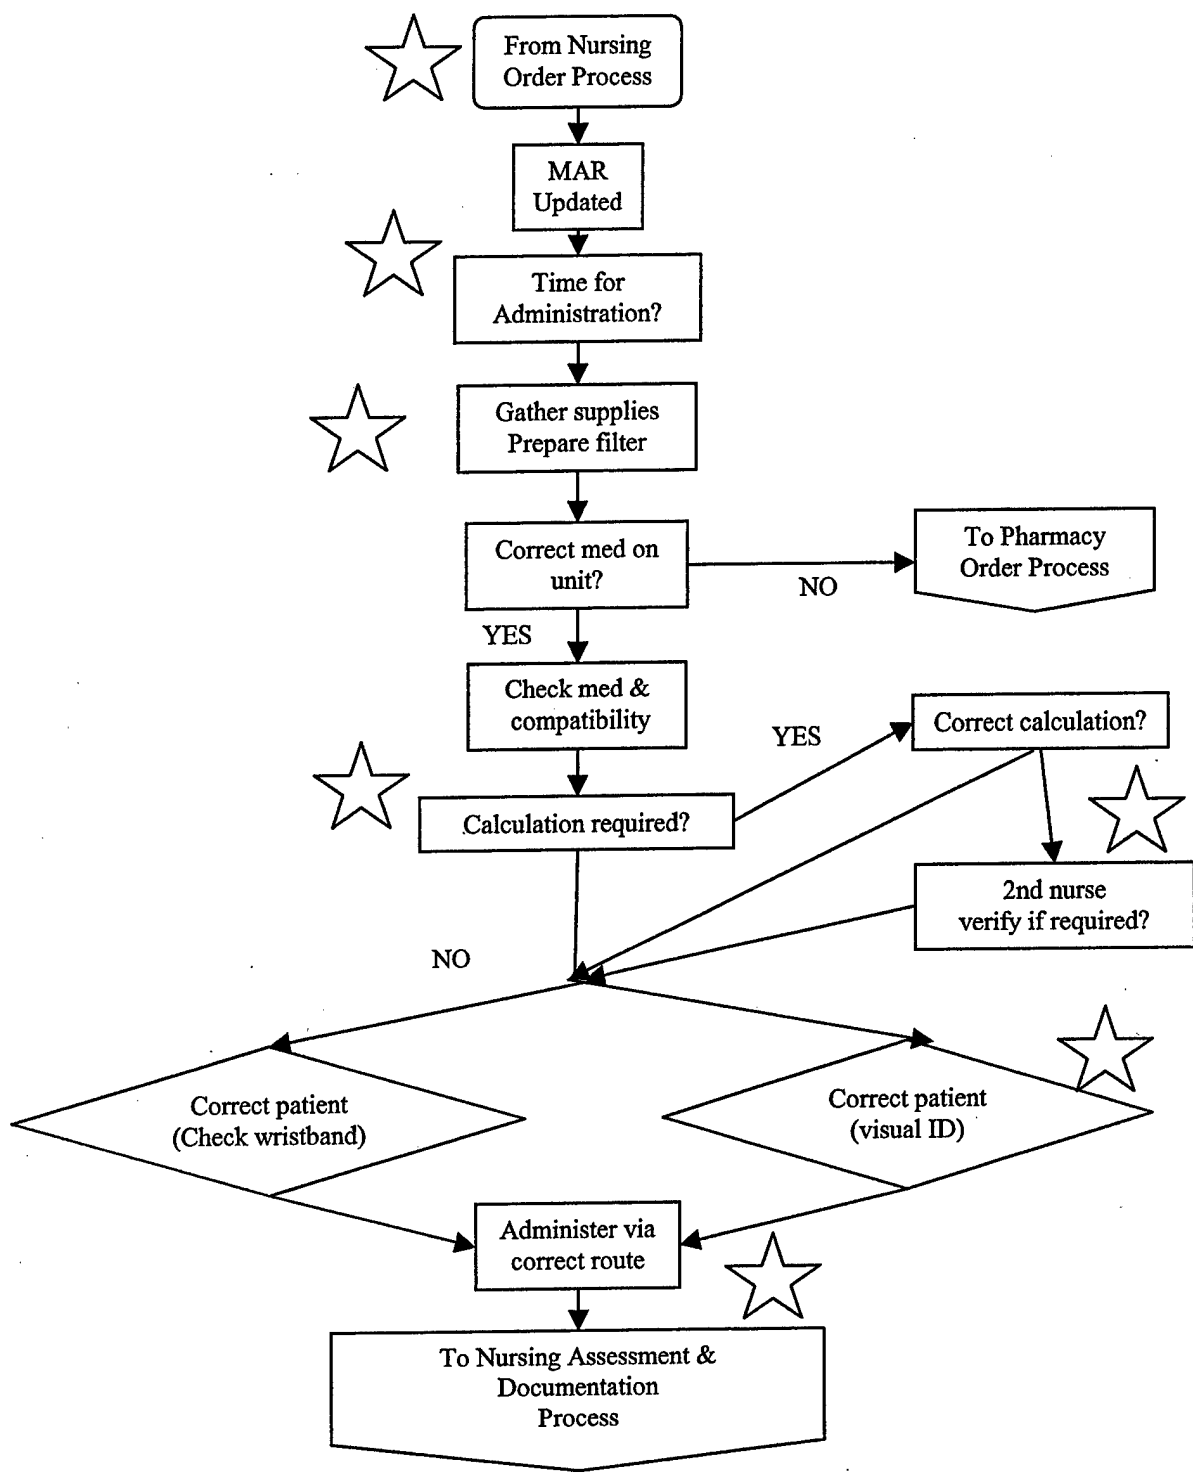 From Nursing
Order Process
MAR
Updated
Time for
Administration?
Gather supplies
Prepare filter
Correct med on
unit?
NO
To Pharmacy
Order Process
YES
Check med &
compatibility
YES
Correct calculation?
Calculation required?
2nd nurse
verify if required?
NO
Correct patient
(Check wristband)
Correct patient
(visual ID)
Administer via
correct route
To Nursing Assessment &
Documentation
Process